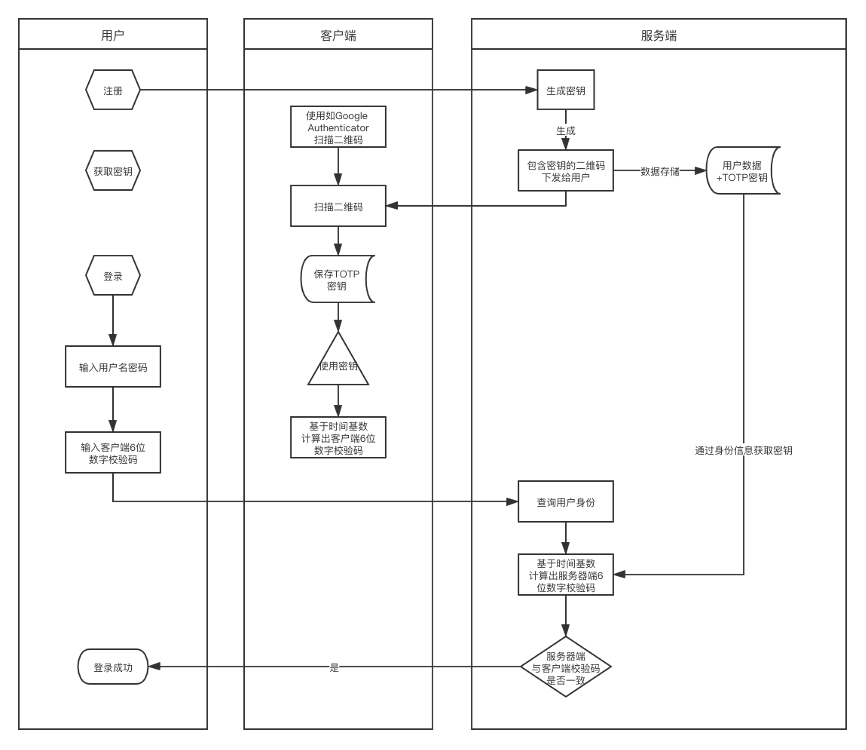 用户
客户端
服务端
注册
生成密钥
使用如Google
Authenticator
扫描二维码
生成
获取密钥
包含密钥的二维码
下发给用户
数据存储
用户数据
+TOTP密钥
扫描二维码
登录
保存TOTP
密钥
输入用户名密码
使用密钥
输入客户端6位
数字校验码
基于时间基数
计算出客户端6位
数字校验码
通过身份信息获取密钥
查询用户身份
基于时间基数
计算出服务器端6
位数字校验码
登录成功
是
服务器端
与客户端校验码
是否一致